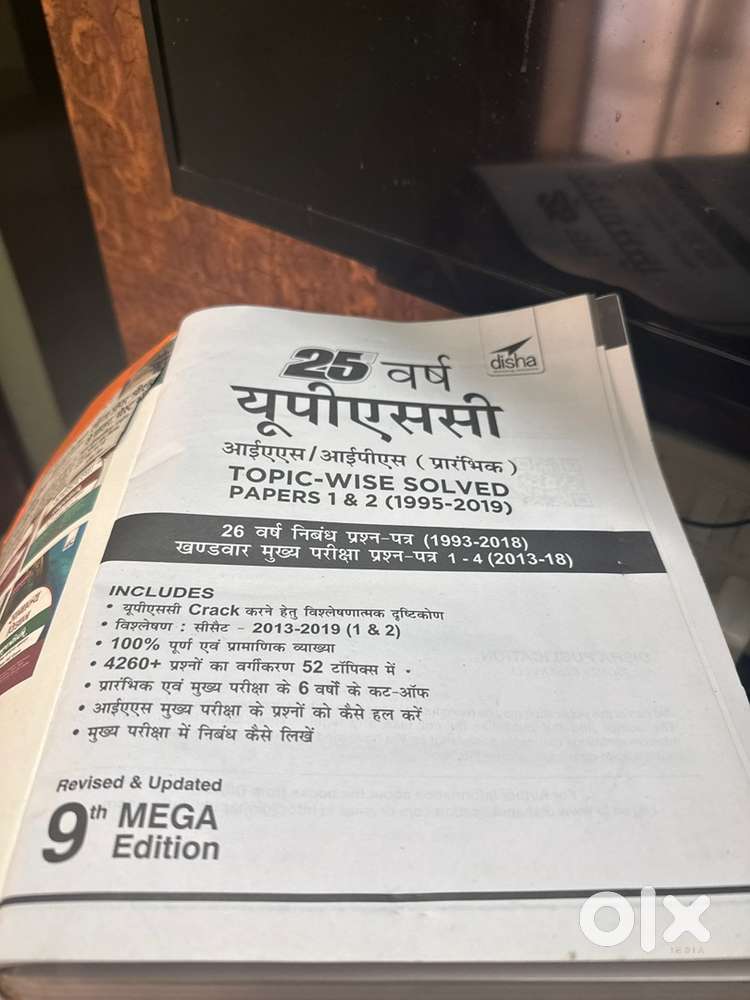 25 वर्ष
disha
यूपीएससी
आईएएस/आईपीएस (प्रारंभिक)
TOPIC-WISE SOLVED
PAPERS 1 & 2 (1995-2019)
26 वर्ष निबंध प्रश्न-पत्र (1993-2018)
खण्डवार मुख्य परीक्षा प्रश्न-पत्र 1 - 4 (2013-18)
INCLUDES
• यूपीएससी Crack करने हेतु विश्लेषणात्मक दृष्टिकोण
• विश्लेषण : सीसैट - 2013-2019 (1 & 2)
• 100% पूर्ण एवं प्रामाणिक व्याख्या
• 4260+ प्रश्नों का वर्गीकरण 52 टॉपिक्स में
• प्रारंभिक एवं मुख्य परीक्षा के 6 वर्षों के कट-ऑफ
• आईएएस मुख्य परीक्षा के प्रश्नों को कैसे हल करें
• मुख्य परीक्षा में निबंध कैसे लिखें
Revised & Updated
9th MEGA
Edition
olx